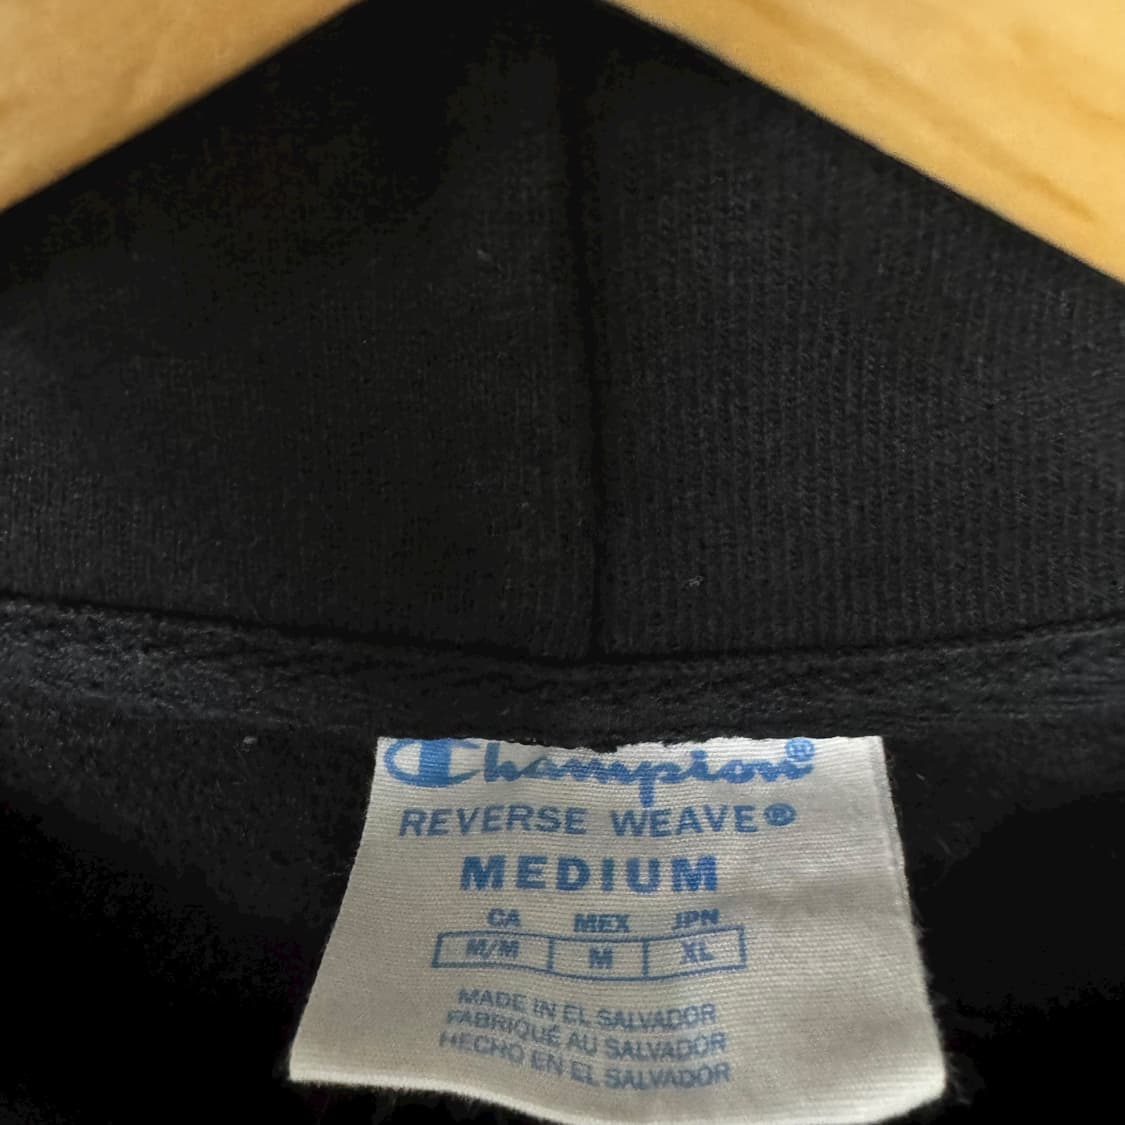 Champion®
REVERSE WEAVE®
MEDIUM
CA MEX JPN
M/M M XL
MADE IN EL SALVADOR
FABRIQUÉ AU SALVADOR
HECHO EN EL SALVADOR